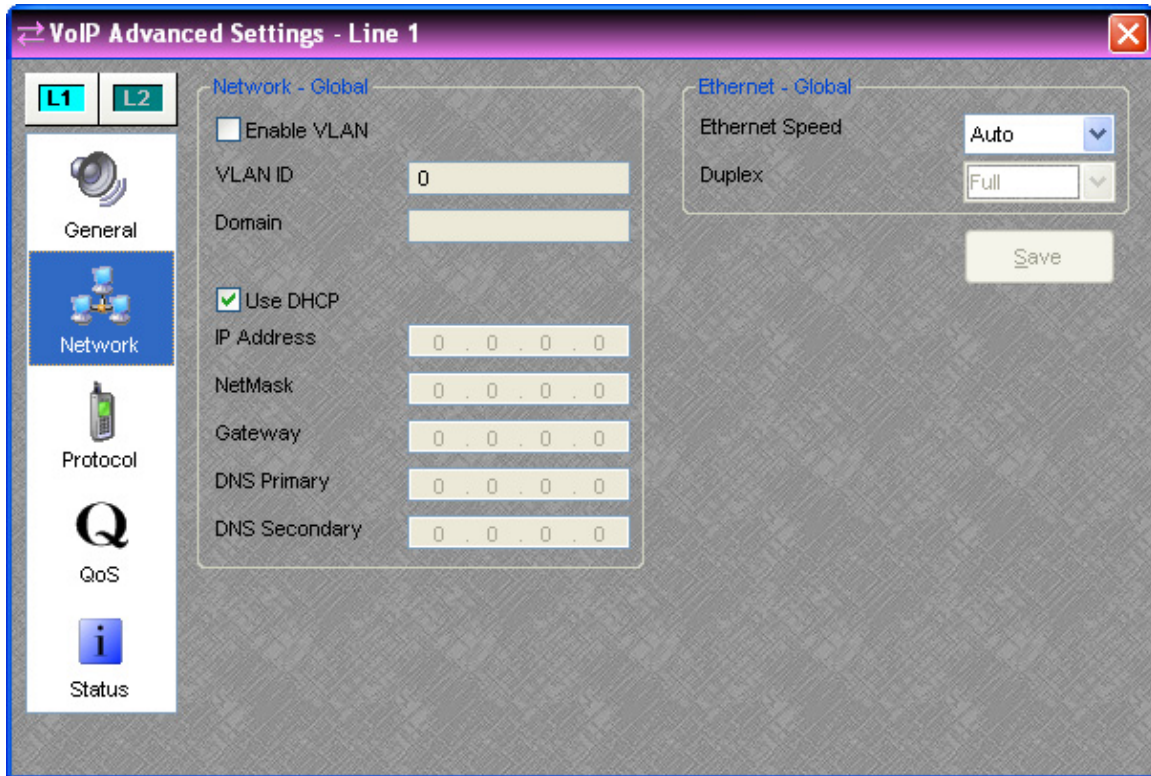 VoIP Advanced Settings - Line 1
L1 L2
General
Network
Protocol
Q
QoS
i
Status
Network - Global
Enable VLAN
VLAN ID 0
Domain
Use DHCP
IP Address 0 . 0 . 0 . 0
NetMask 0 . 0 . 0 . 0
Gateway 0 . 0 . 0 . 0
DNS Primary 0 . 0 . 0 . 0
DNS Secondary 0 . 0 . 0 . 0
Ethernet - Global
Ethernet Speed Auto
Duplex Full
Save